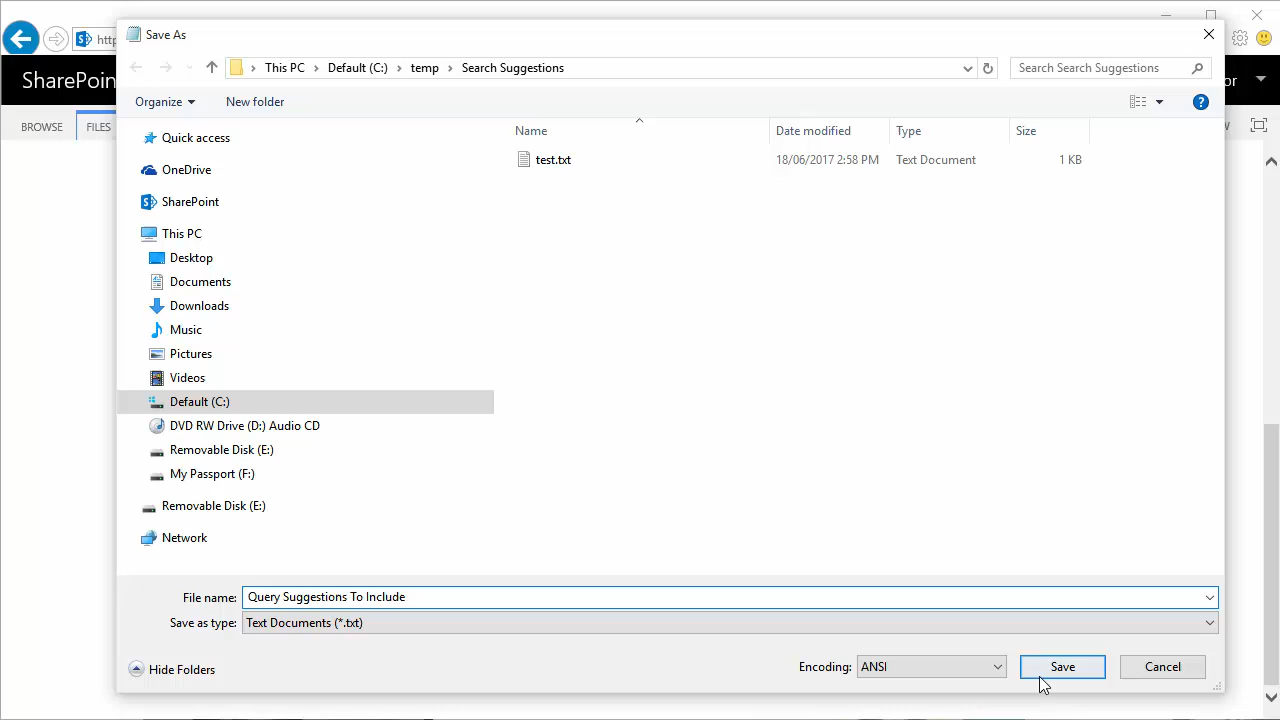 Save As
http
This PC > Default (C:) > temp > Search Suggestions
Search Search Suggestions
SharePoin
or
Organize
New folder
?
BROWSE
FILES
W
Name
Date modified
Type
Size
test.txt
18/06/2017 2:58 PM
Text Document
1 KB
Quick access
OneDrive
SharePoint
This PC
Desktop
Documents
Downloads
Music
Pictures
Videos
Default (C:)
DVD RW Drive (D:) Audio CD
Removable Disk (E:)
My Passport (F:)
Removable Disk (E:)
Network
File name: Query Suggestions To Include
Save as type: Text Documents (*.txt)
Hide Folders
Encoding: ANSI
Save
Cancel